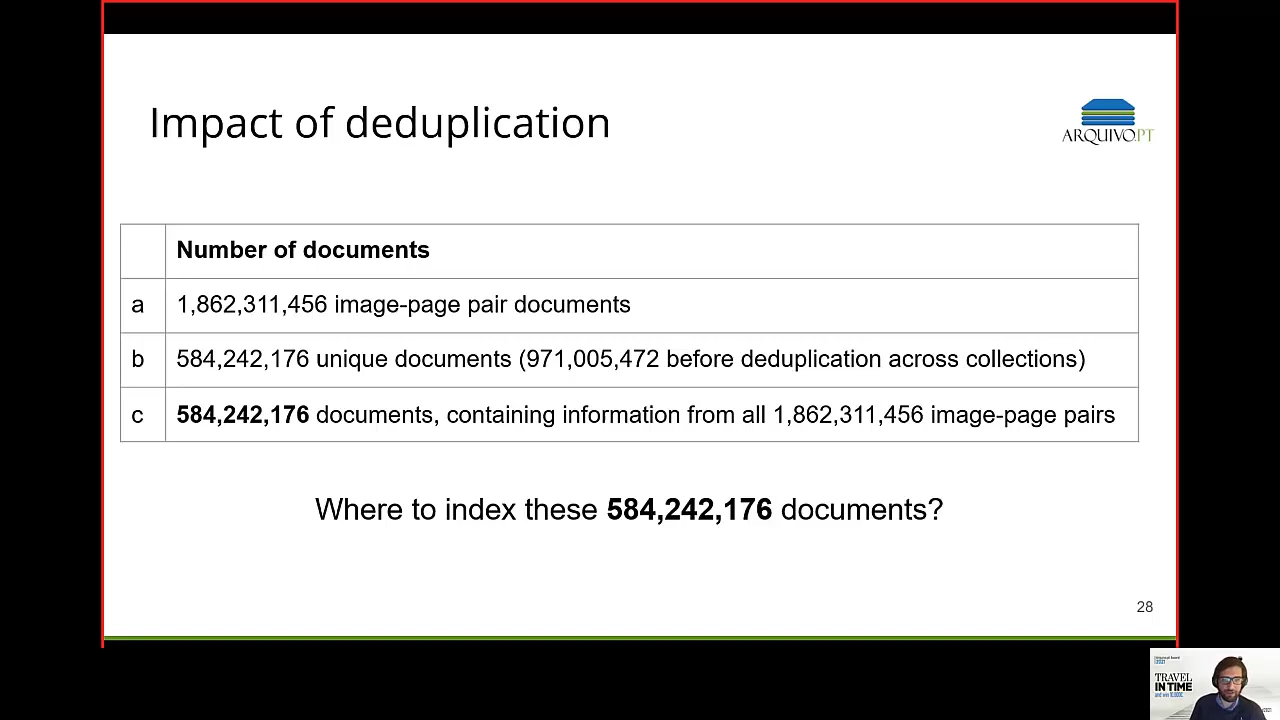 Impact of deduplication
ARQUIVO.PT
Number of documents
a 1,862,311,456 image-page pair documents
b 584,242,176 unique documents (971,005,472 before deduplication across collections)
c 584,242,176 documents, containing information from all 1,862,311,456 image-page pairs
Where to index these 584,242,176 documents?
28
2021
TRAVEL
IN TIME